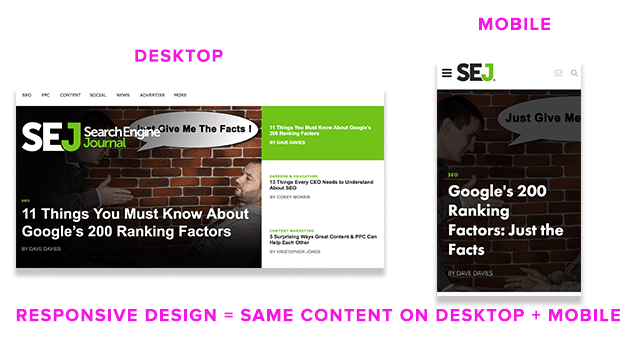 MOBILE
DESKTOP
SEO PPC CONTENT SOCIAL NEWS ADVERTISE MORE
SEJ Search Engine
Journal
Just Give Me The Facts !
SEO
11 Things You Must Know About
Google's 200 Ranking Factors
BY DAVE DAVIES
11 Things You Must Know About Google's
200 Ranking Factors
BY DAVE DAVIES
CAREERS & EDUCATION
13 Things Every CEO Needs to Understand
About SEO
BY COREY MORRIS
CONTENT MARKETING
5 Surprising Ways Great Content & PPC Can
Help Each Other
BY KRISTOPHER JONES
SEJ
Just Give Me
SEO
Google's 200
Ranking
Factors: Just the
Facts
BY DAVE DAVIES
RESPONSIVE DESIGN = SAME CONTENT ON DESKTOP + MOBILE